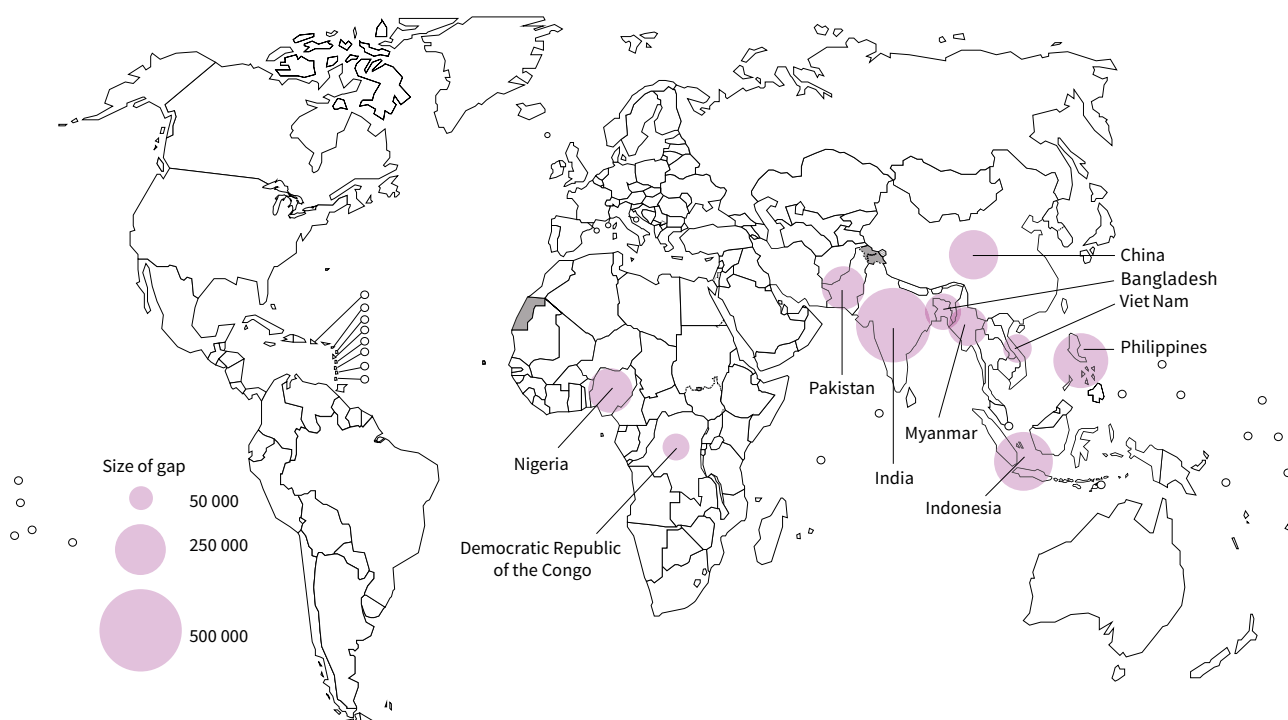 China
Bangladesh
Viet Nam
Philippines
Pakistan
Myanmar
Nigeria
India
Indonesia
Democratic Republic
of the Congo
Size of gap
50 000
250 000
500 000